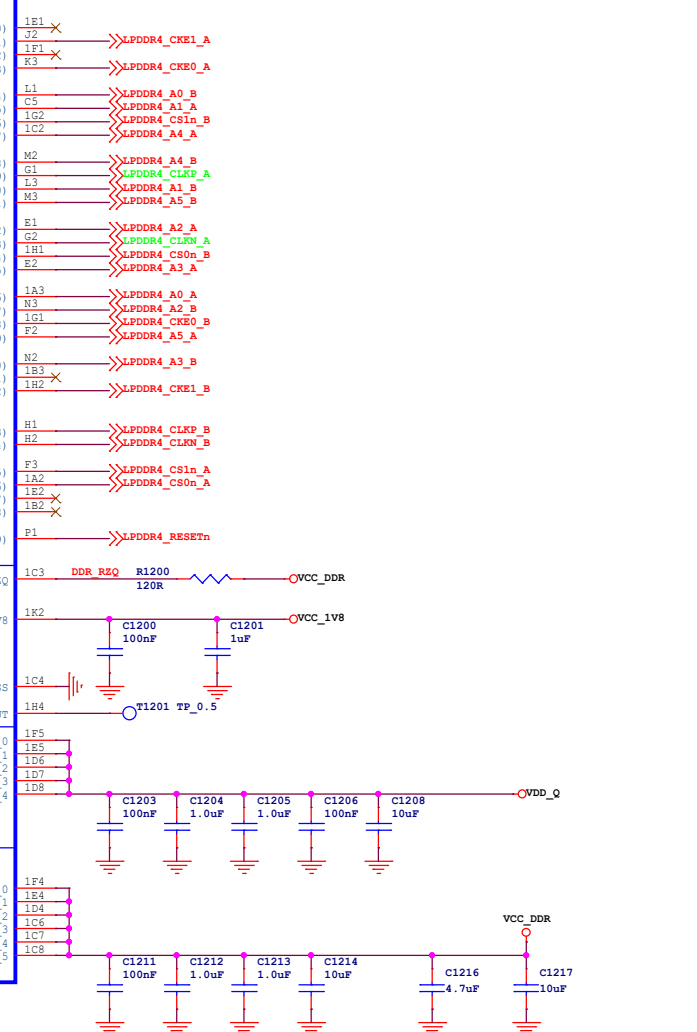 1E1
J2 LPDDR4_CKE1_A
1F1
K3 LPDDR4_CKE0_A
L1 LPDDR4_A0_B
C5 LPDDR4_A1_A
1G2 LPDDR4_CS1n_B
1C2 LPDDR4_A4_A
M2 LPDDR4_A4_B
G1 LPDDR4_CLKP_A
L3 LPDDR4_A1_B
M3 LPDDR4_A5_B
E1 LPDDR4_A2_A
G2 LPDDR4_CLKN_A
1H1 LPDDR4_CS0n_B
E2 LPDDR4_A3_A
1A3 LPDDR4_A0_A
N3 LPDDR4_A2_B
1G1 LPDDR4_CKE0_B
F2 LPDDR4_A5_A
N2 LPDDR4_A3_B
1B3
1H2 LPDDR4_CKE1_B
H1 LPDDR4_CLKP_B
H2 LPDDR4_CLKN_B
F3 LPDDR4_CS1n_A
1A2 LPDDR4_CS0n_A
1E2
1B2
P1 LPDDR4_RESETn
1C3 DDR_RZQ R1200 VCC_DDR
120R
1K2 VCC_1V8
C1200 C1201
100nF 1uF
1C4
1H4 T1201 TP_0.5
1F5
1E5
1D6
1D7
1D8 VDD_Q
C1203 C1204 C1205 C1206 C1208
100nF 1.0uF 1.0uF 100nF 10uF
1F4
1E4
1D4
1C6 VCC_DDR
1C7
1C8
C1211 C1212 C1213 C1214 C1216 C1217
100nF 1.0uF 1.0uF 10uF 4.7uF 10uF